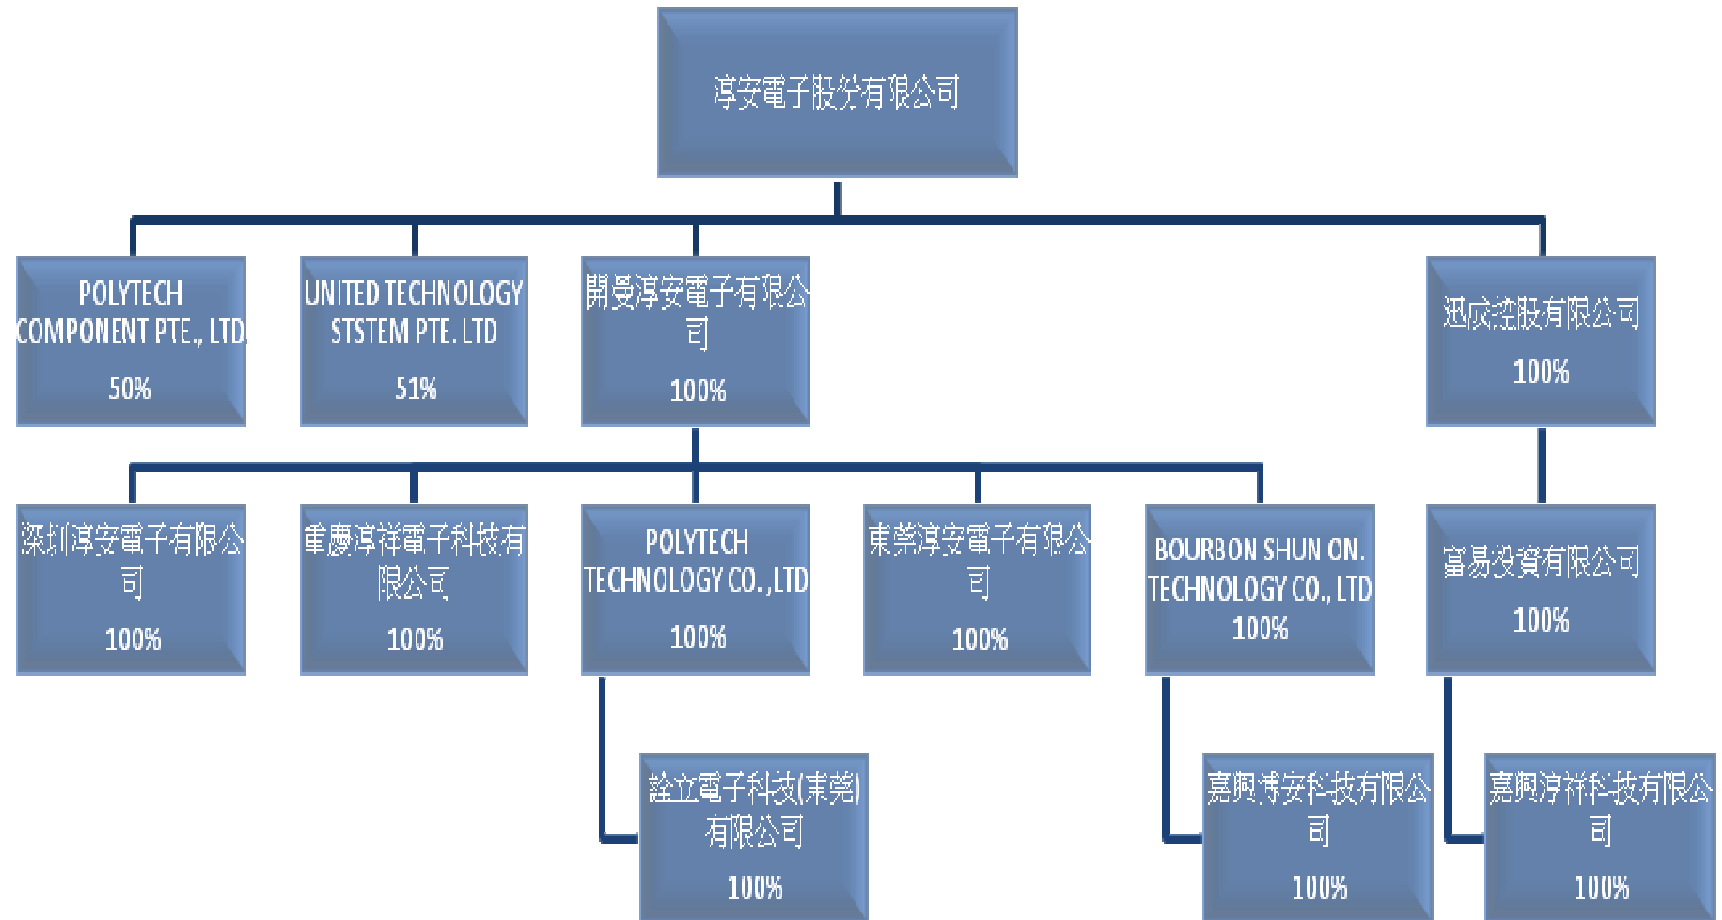 淳安電子股份有限公司
POLYTECH
COMPONENT PTE., LTD.
50%
UNITED TECHNOLOGY
STSTEM PTE. LTD
51%
開曼淳安電子有限公
司
100%
迅成控股有限公司
100%
深圳淳安電子有限公
司
100%
重慶淳祥電子科技有
限公司
100%
POLYTECH
TECHNOLOGY CO. ,LTD
100%
東莞淳安電子有限公
司
100%
BOURBON SHUN ON.
TECHNOLOGY CO., LTD
100%
富易投資有限公司
100%
詮立電子科技(東莞)
有限公司
100%
嘉興博安科技有限公
司
100%
嘉興淳祥科技有限公
司
100%